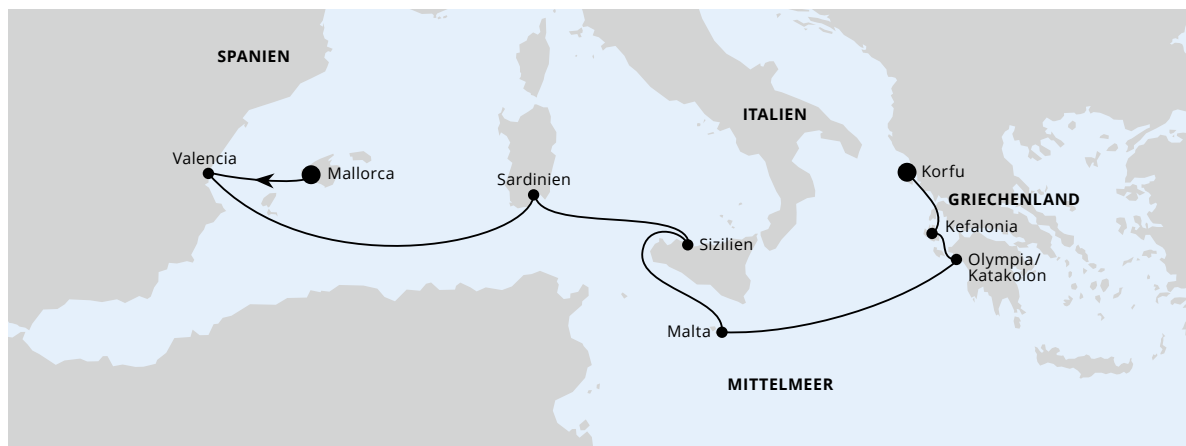 SPANIEN
ITALIEN
Valencia
Mallorca
Sardinien
Korfu
GRIECHENLAND
Kefalonia
Sizilien
Olympia/
Katakolon
Malta
MITTELMEER